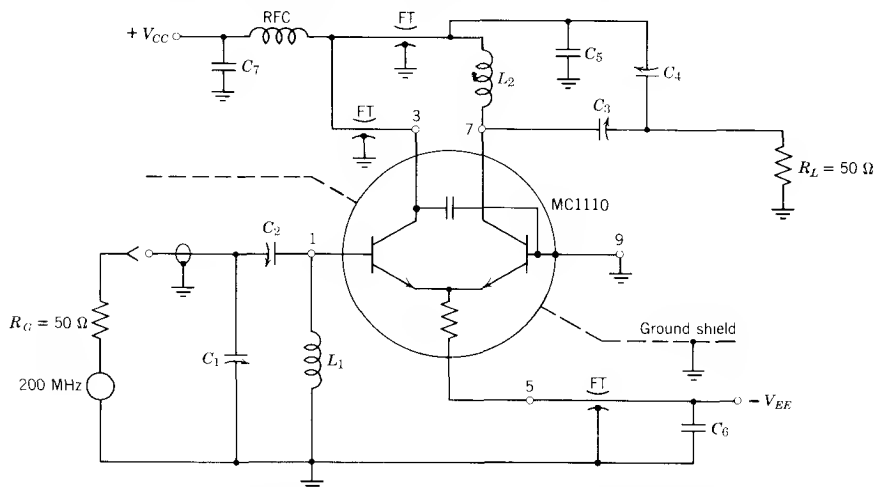 RFC
FT
+ V_CC
C_7
C_5
C_4
L_2
FT
3
7
C_3
R_L = 50 Ω
MC1110
1
C_2
9
R_G = 50 Ω
Ground shield
C_1
L_1
200 MHz
5
FT
− V_EE
C_6